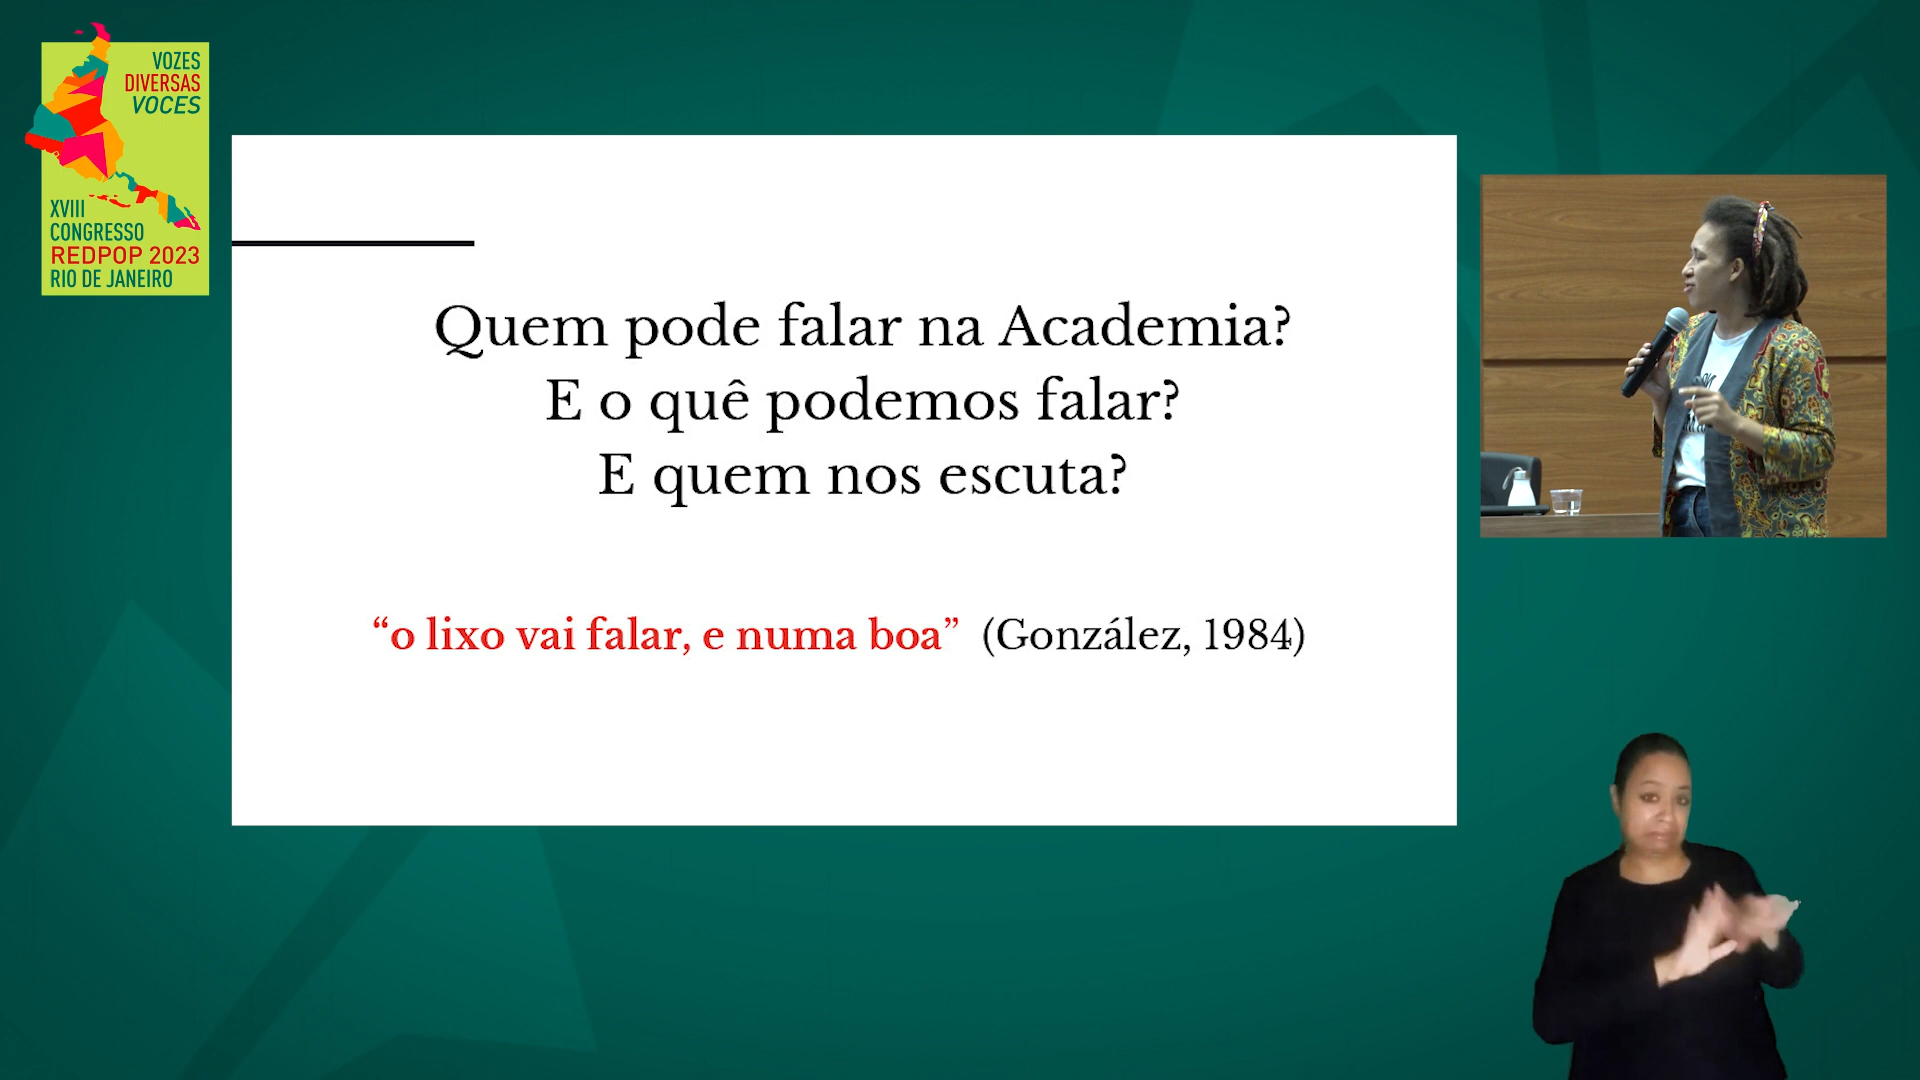 VOZES
DIVERSAS
VOCES
XVIII
CONGRESSO
REDPOP 2023
RIO DE JANEIRO
Quem pode falar na Academia?
E o quê podemos falar?
E quem nos escuta?
“o lixo vai falar, e numa boa” (González, 1984)